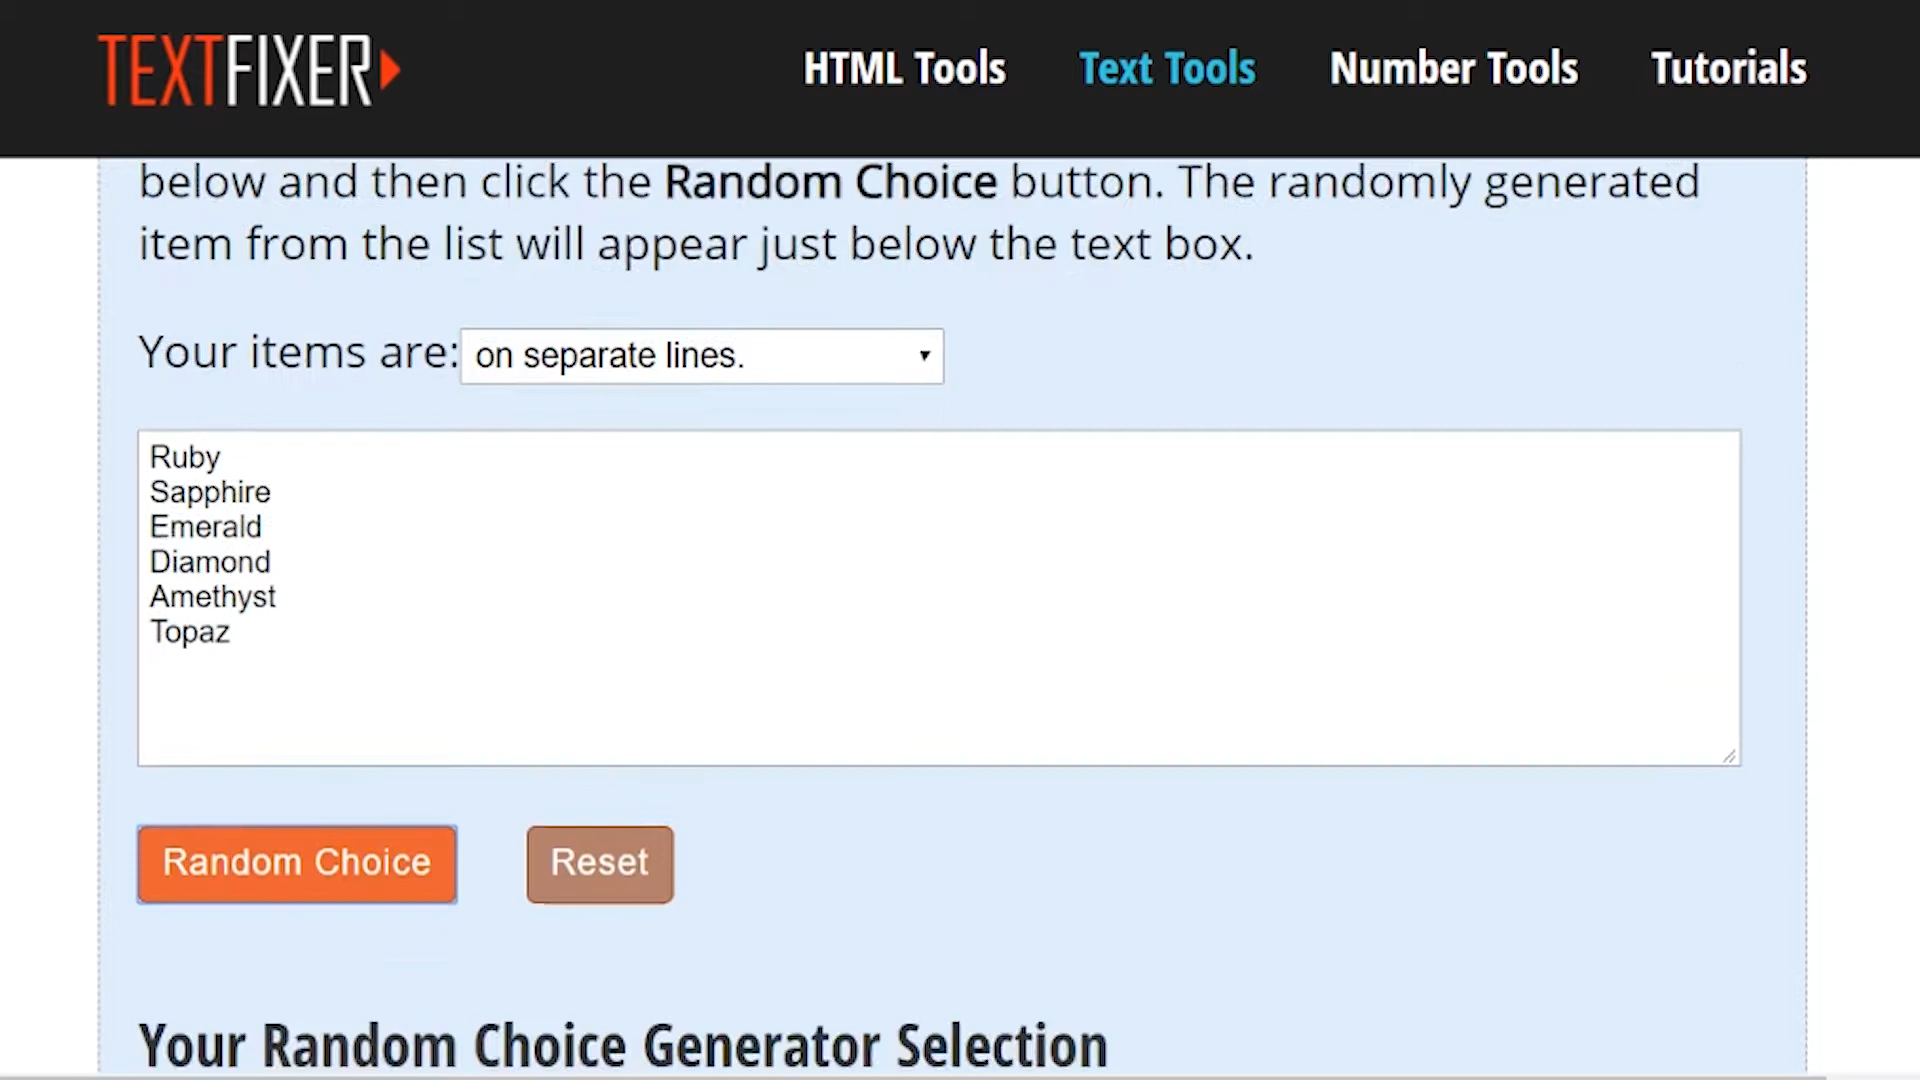 TEXTFIXER
HTML Tools
Text Tools
Number Tools
Tutorials
below and then click the Random Choice button. The randomly generated
item from the list will appear just below the text box.
Your items are: on separate lines.
Ruby
Sapphire
Emerald
Diamond
Amethyst
Topaz
Random Choice
Reset
Your Random Choice Generator Selection